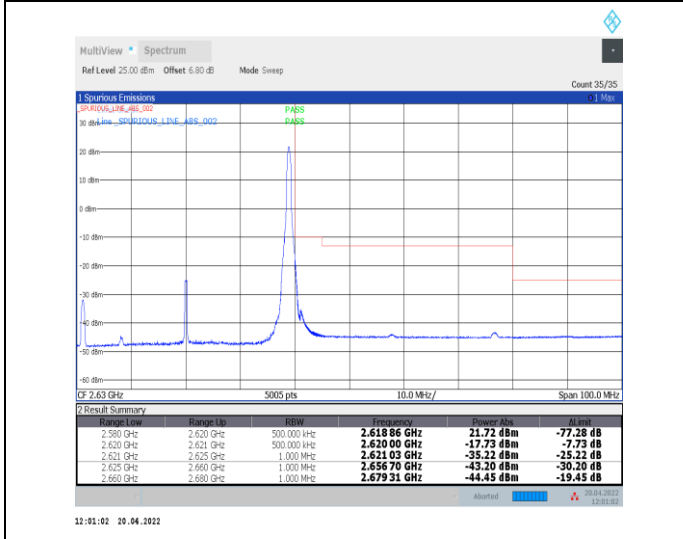 MultiView Spectrum
Ref Level 25.00 dBm Offset 6.80 dB Mode Sweep
Count 35/35
1 Spurious Emissions 1 Max
_SPURIOUS_LINE_ABS_002 PASS
30 dBm Line _SPURIOUS_LINE_ABS_002 PASS
20 dBm
10 dBm
0 dBm
-10 dBm
-20 dBm
-30 dBm
-40 dBm
-50 dBm
-60 dBm
CF 2.63 GHz 5005 pts 10.0 MHz/ Span 100.0 MHz
2 Result Summary
Range Low Range Up RBW Frequency Power Abs ΔLimit
2.580 GHz 2.620 GHz 500.000 kHz 2.618 86 GHz 21.72 dBm -77.28 dB
2.620 GHz 2.621 GHz 500.000 kHz 2.620 00 GHz -17.73 dBm -7.73 dB
2.621 GHz 2.625 GHz 1.000 MHz 2.621 03 GHz -35.22 dBm -25.22 dB
2.625 GHz 2.660 GHz 1.000 MHz 2.656 70 GHz -43.20 dBm -30.20 dB
2.660 GHz 2.680 GHz 1.000 MHz 2.679 31 GHz -44.45 dBm -19.45 dB
Aborted 20.04.2022
12:01:02
12:01:02 20.04.2022